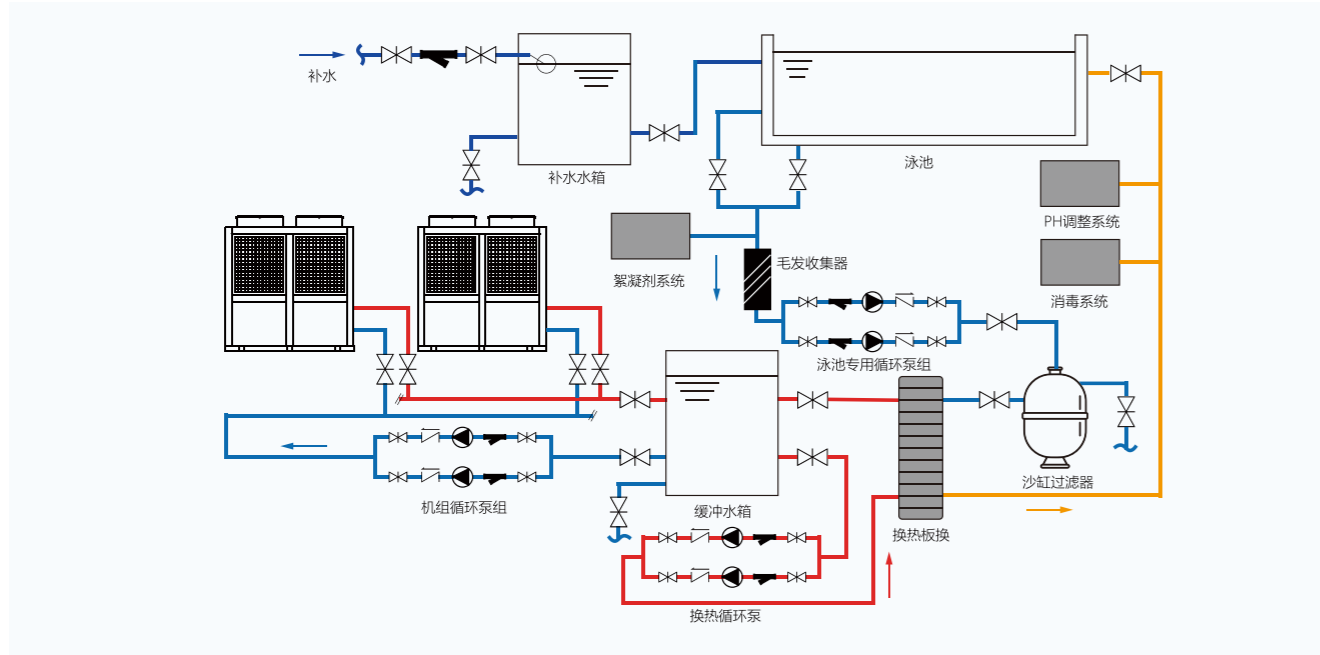 补水
补水水箱
泳池
PH调整系统
絮凝剂系统
毛发收集器
消毒系统
泳池专用循环泵组
沙缸过滤器
机组循环泵组
缓冲水箱
换热板换
换热循环泵